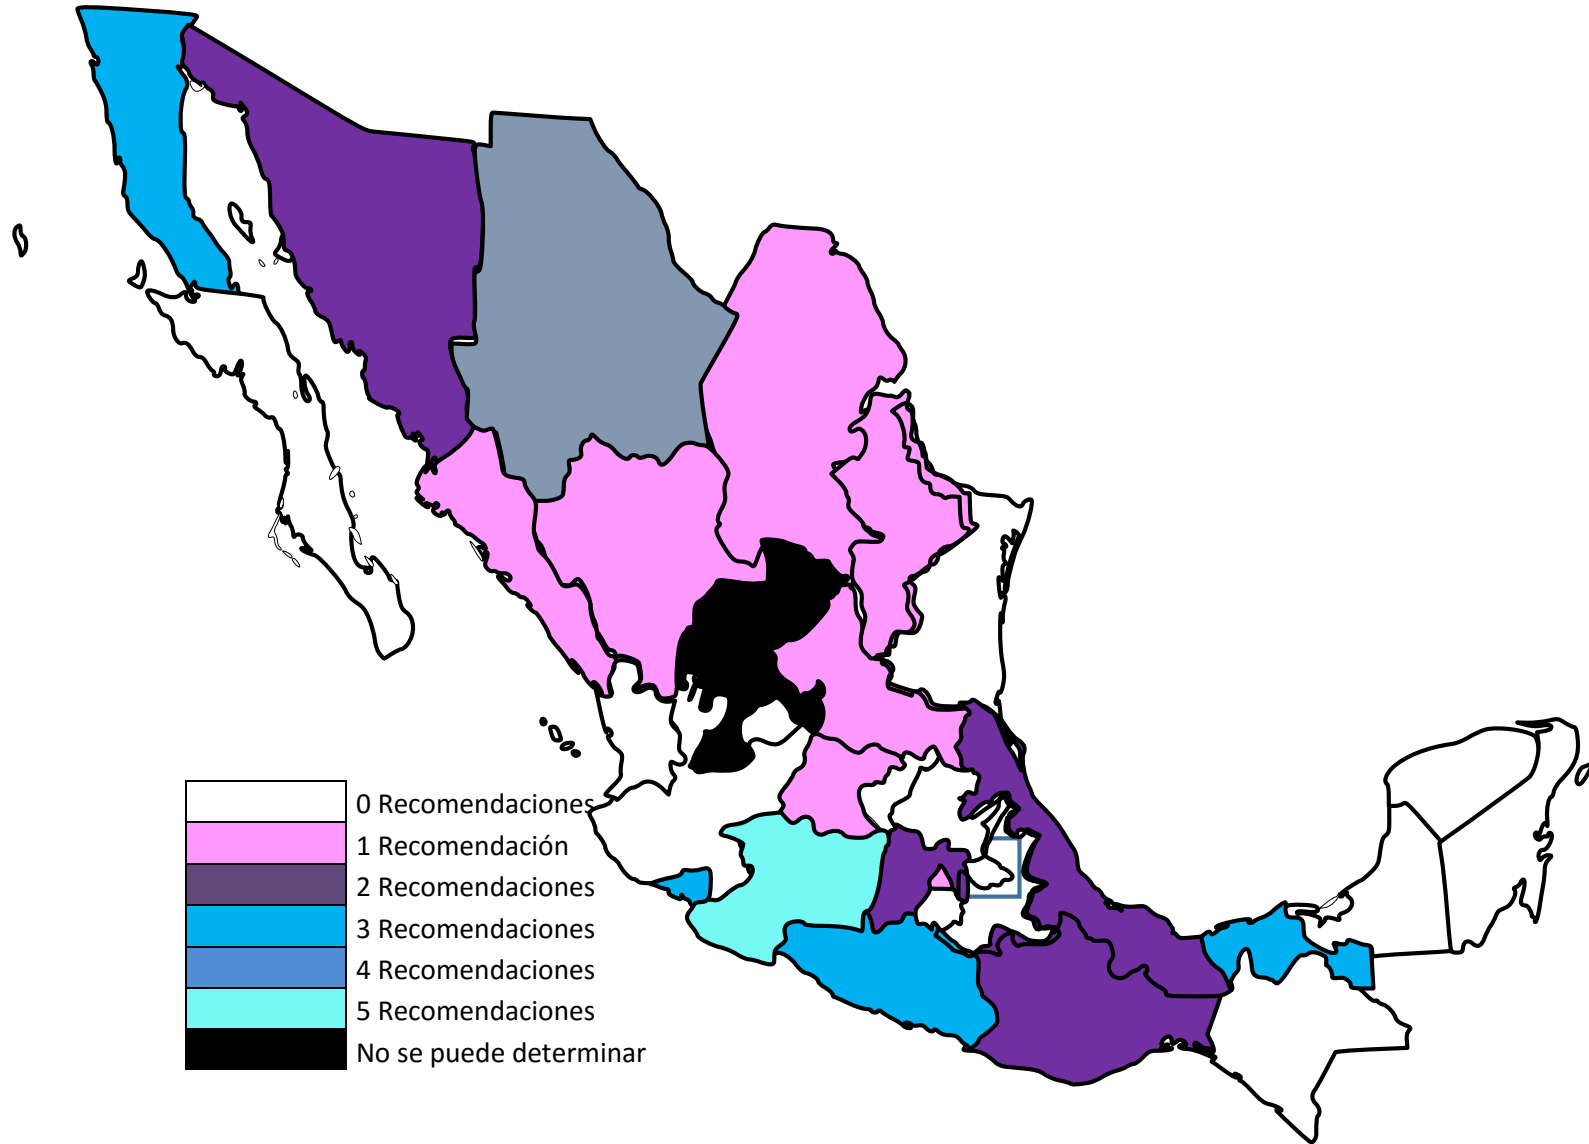 0 Recomendaciones
1 Recomendación
2 Recomendaciones
3 Recomendaciones
4 Recomendaciones
5 Recomendaciones
No se puede determinar